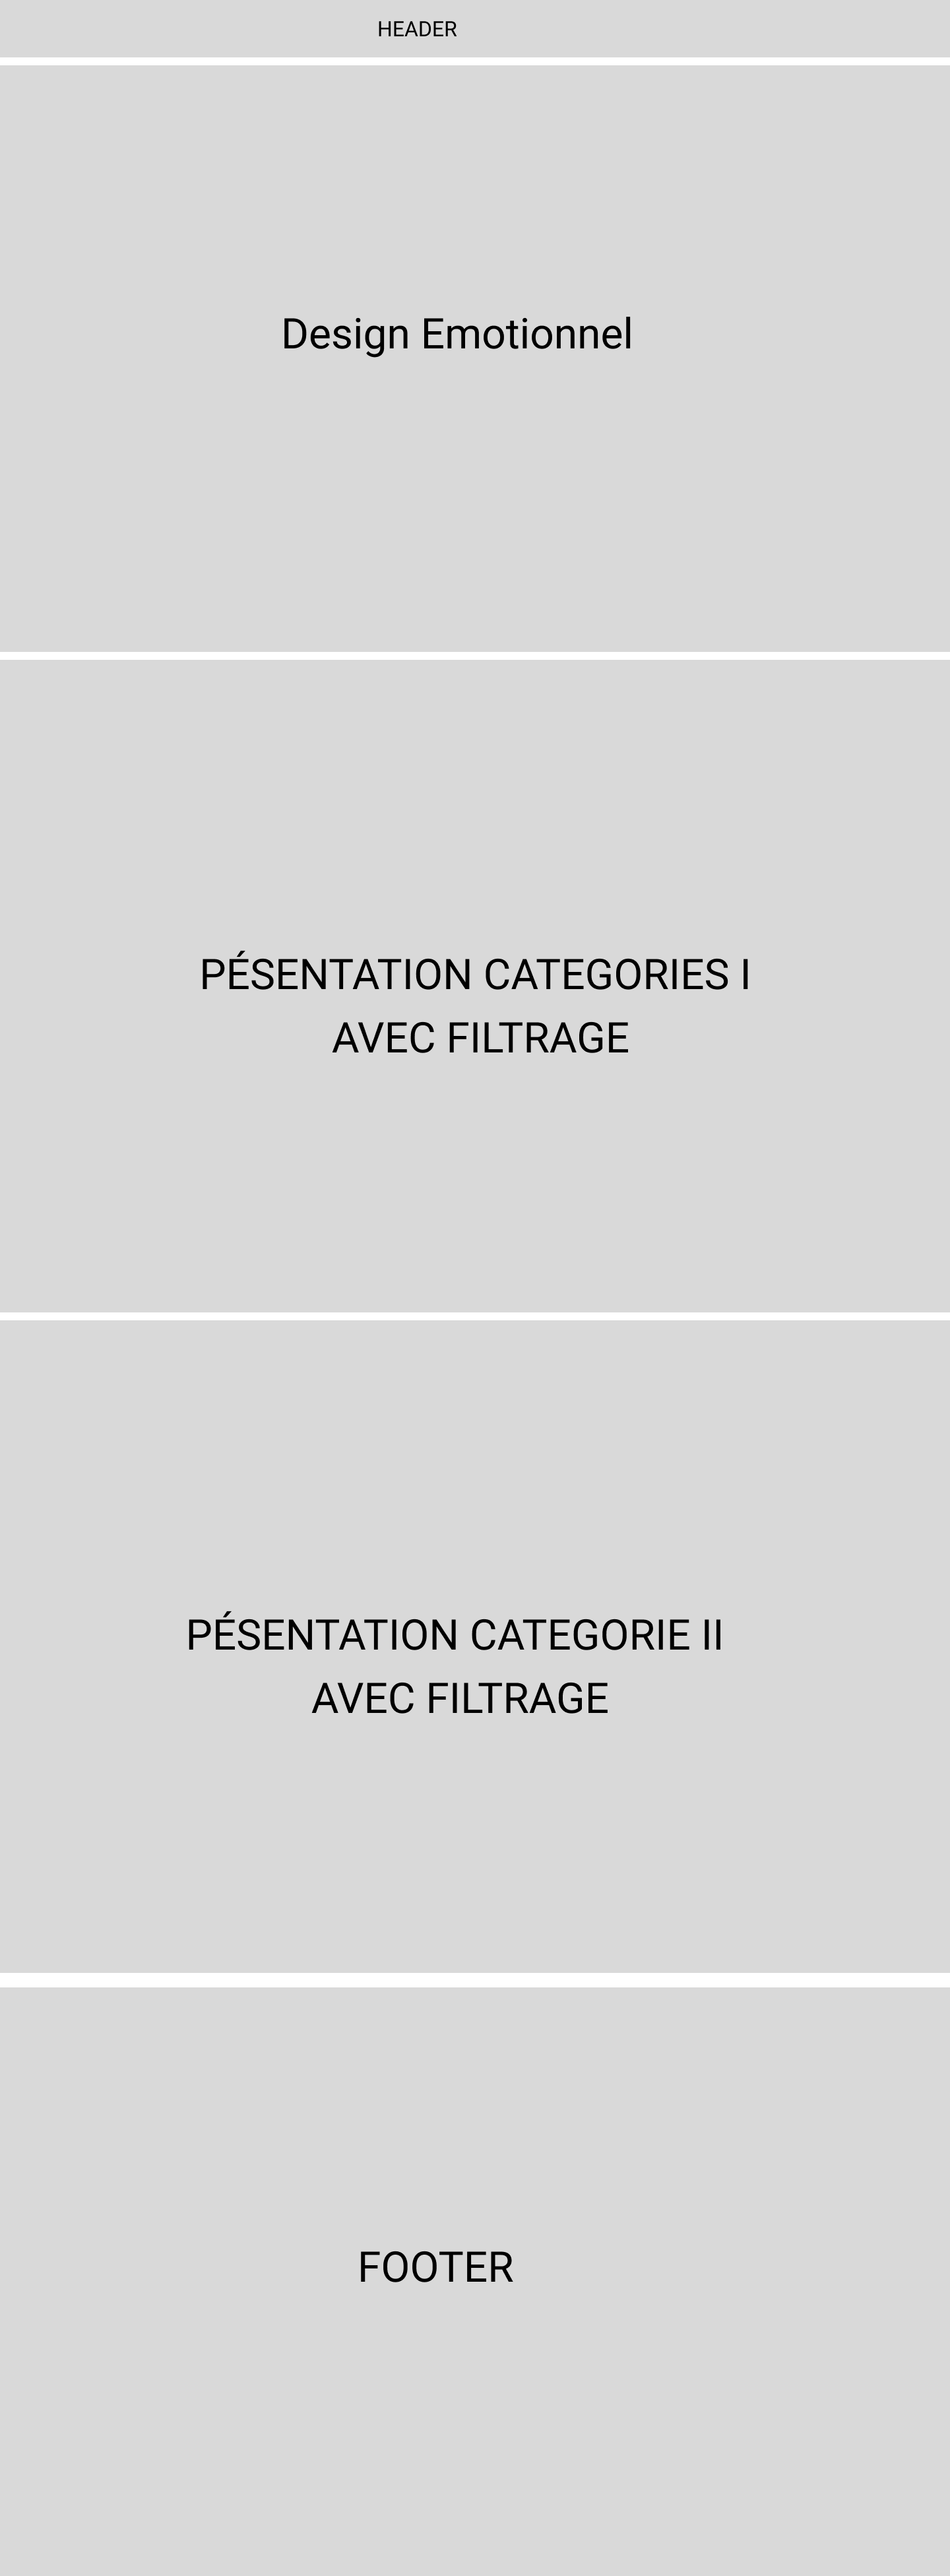 HEADER
Design Emotionnel
PÉSENTATION CATEGORIES I
AVEC FILTRAGE
PÉSENTATION CATEGORIE II
AVEC FILTRAGE
FOOTER